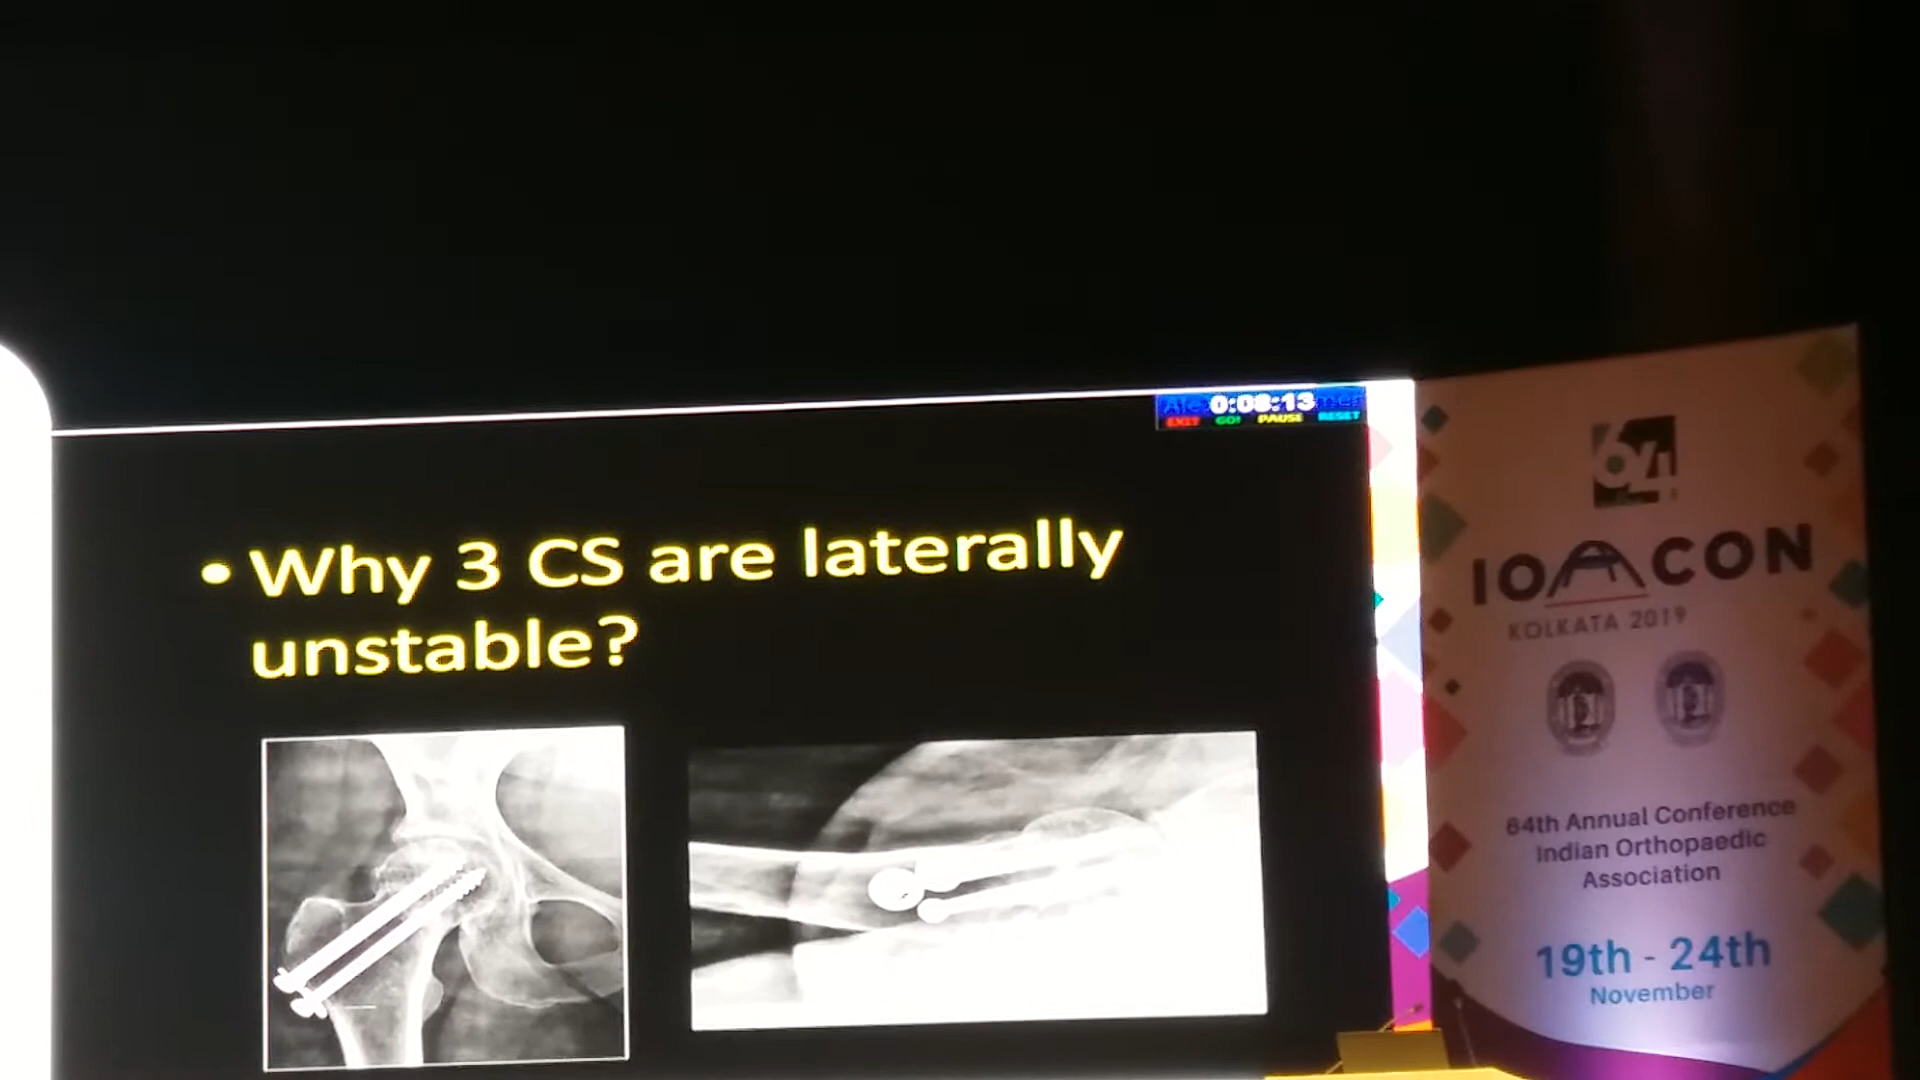 0:08:13
EXIT GO! PAUSE RESET
• Why 3 CS are laterally
unstable?
64
IOACON
KOLKATA 2019
64th Annual Conference
Indian Orthopaedic
Association
19th - 24th
November